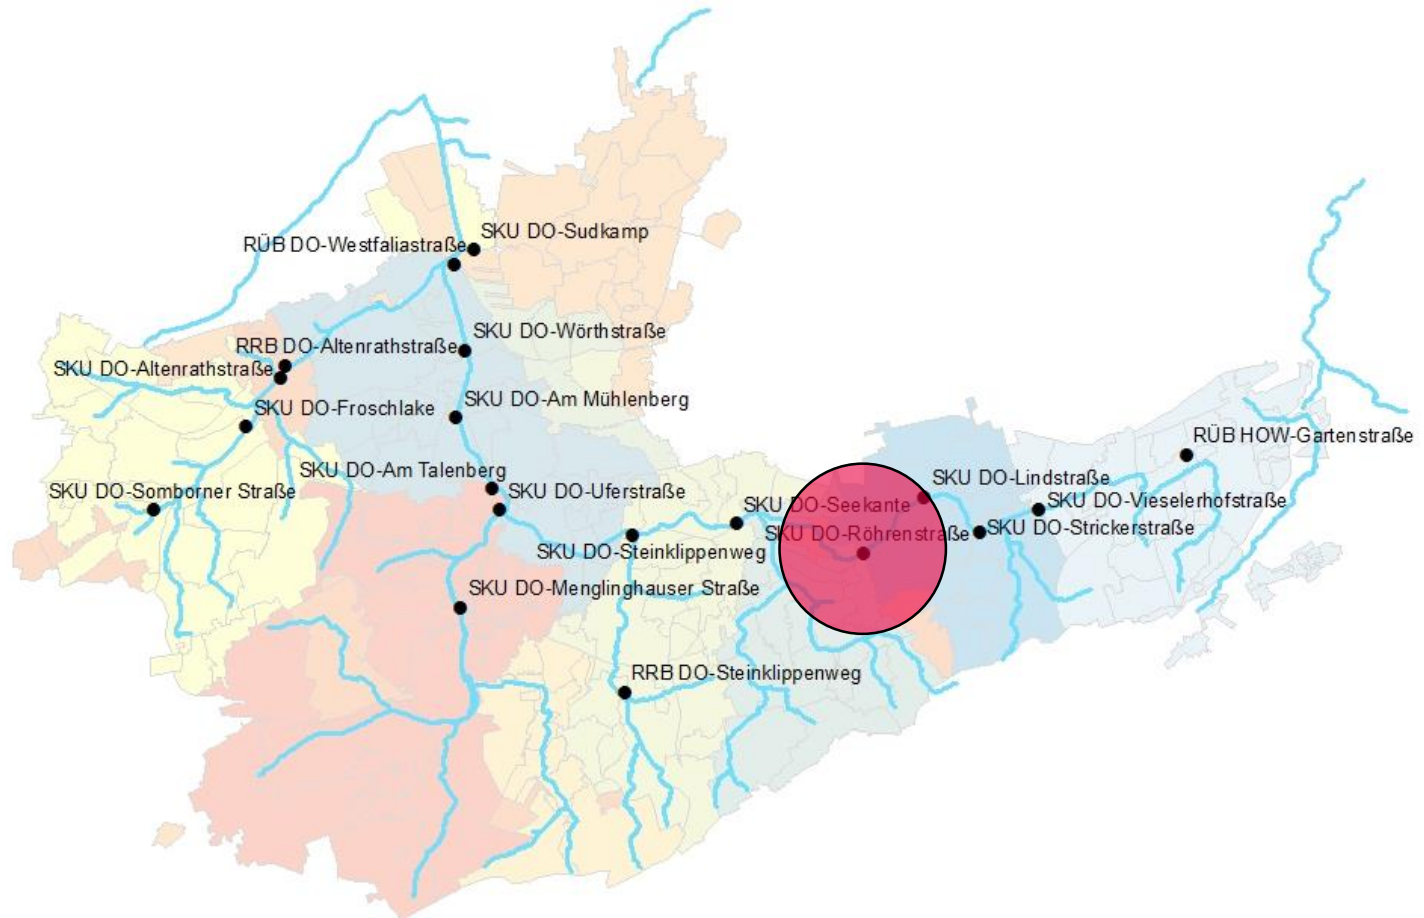 SKU DO-Sudkamp
RÜB DO-Westfaliastraße
SKU DO-Wörthstraße
RRB DO-Altenrathstraße
SKU DO-Altenrathstraße
SKU DO-Am Mühlenberg
SKU DO-Froschlake
RÜB HOW-Gartenstraße
SKU DO-Am Talenberg
SKU DO-Lindstraße
SKU DO-Somborner Straße
SKU DO-Uferstraße
SKU DO-Vieselerhofstraße
SKU DO-Seekante
SKU DO-Strickerstraße
SKU DO-Röhrenstraße
SKU DO-Steinklippenweg
SKU DO-Menglinghauser Straße
RRB DO-Steinklippenweg